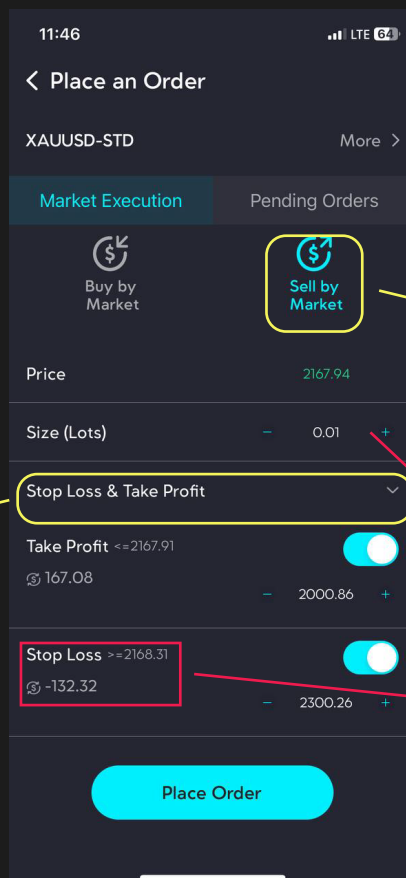 11:46 LTE 64
Place an Order
XAUUSD-STD More >
Market Execution Pending Orders
Buy by Sell by
Market Market
Price 2167.94
Size (Lots) − 0.01 +
Stop Loss & Take Profit
Take Profit <=2167.91
167.08
− 2000.86 +
Stop Loss >=2168.31
-132.32
− 2300.26 +
Place Order